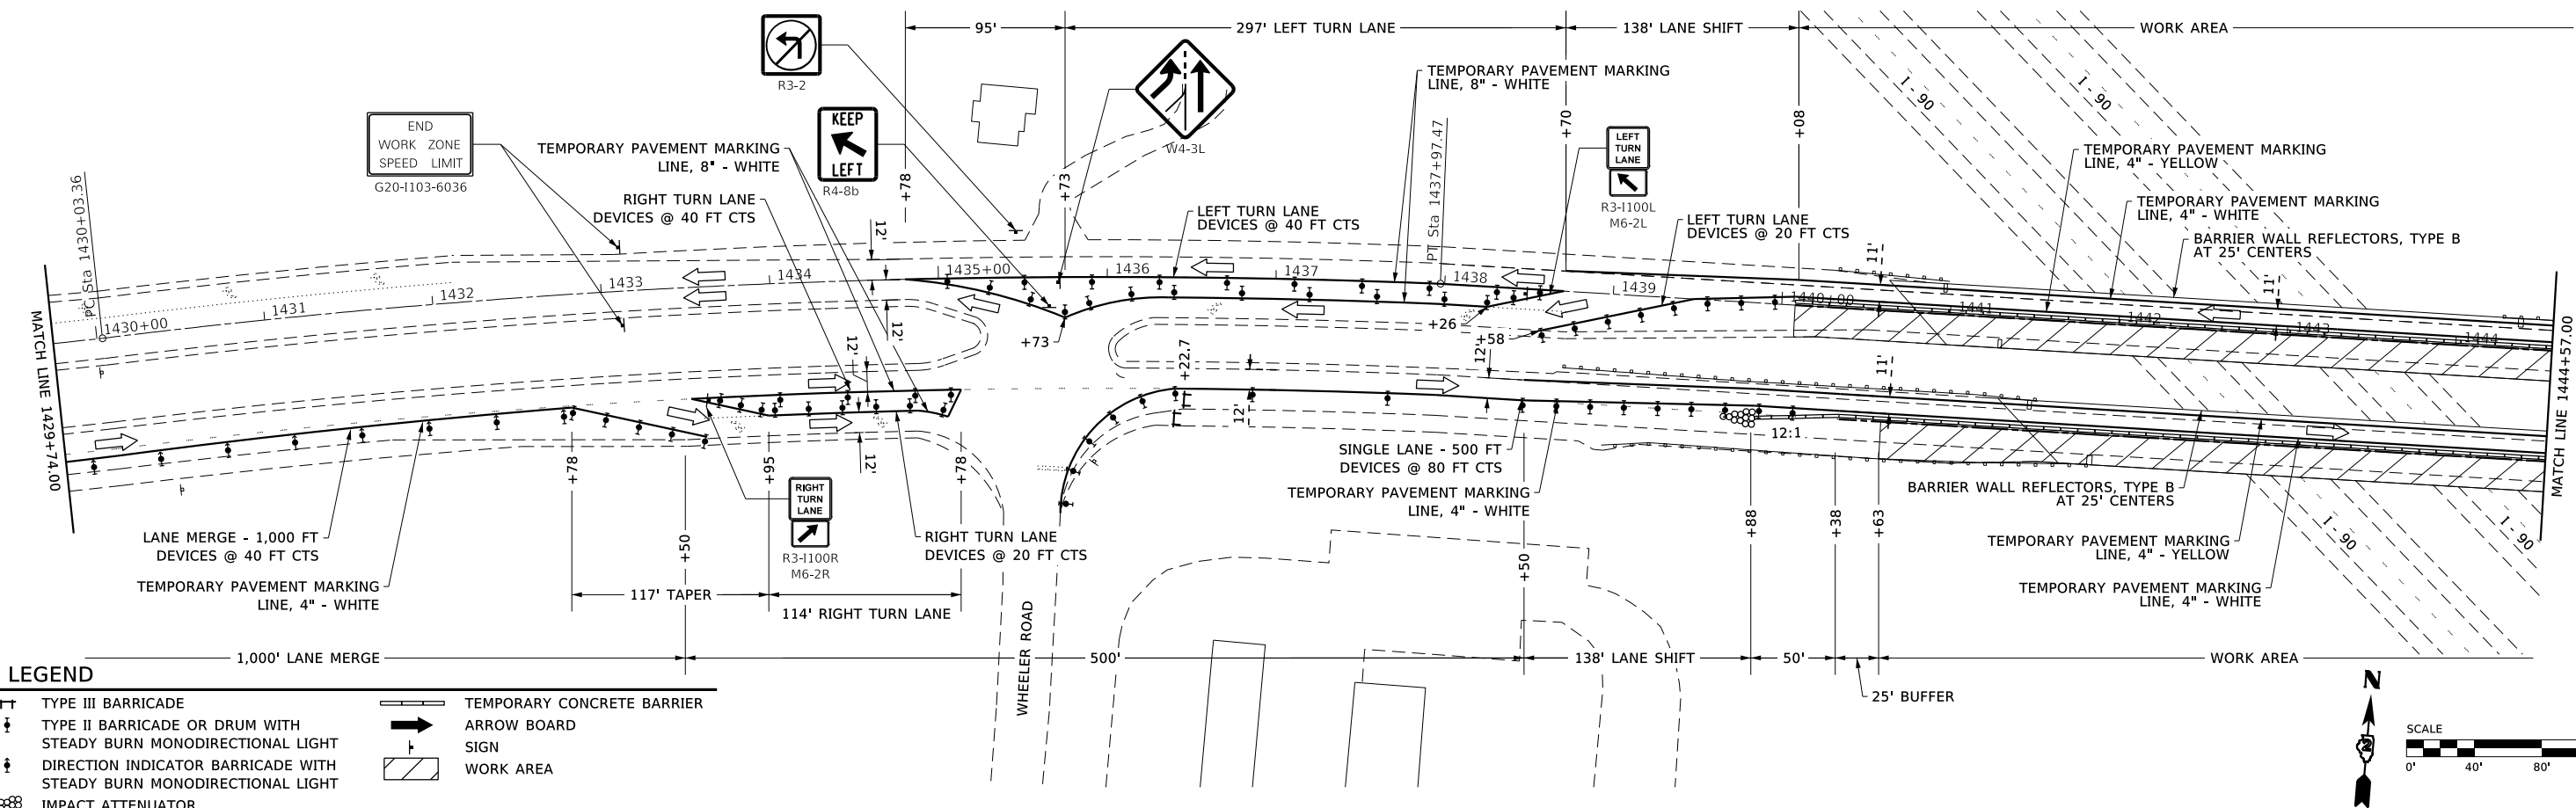 95'
297' LEFT TURN LANE
138' LANE SHIFT
WORK AREA
R3-2
KEEP
LEFT
R4-8b
W4-3L
TEMPORARY PAVEMENT MARKING
LINE, 8" - WHITE
END
WORK ZONE
SPEED LIMIT
G20-I103-6036
TEMPORARY PAVEMENT MARKING
LINE, 8" - WHITE
RIGHT TURN LANE
DEVICES @ 40 FT CTS
+78
+73
+70
+08
LEFT
TURN
LANE
R3-I100L
M6-2L
I - 90
I - 90
TEMPORARY PAVEMENT MARKING
LINE, 4" - YELLOW
TEMPORARY PAVEMENT MARKING
LINE, 4" - WHITE
BARRIER WALL REFLECTORS, TYPE B
AT 25' CENTERS
LEFT TURN LANE
DEVICES @ 40 FT CTS
LEFT TURN LANE
DEVICES @ 20 FT CTS
PC Sta 1430+03.36
PT Sta 1437+97.47
12'
11'
11'
1430+00
1431
1432
1433
1434
1435+00
1436
1437
1438
1439
1440+00
1441
1442
1443
1444
MATCH LINE 1429+74.00
MATCH LINE 1444+57.00
+73
+26
+58
12'
12'
12'
12'
12'
+22.7
12'
11'
12:1
SINGLE LANE - 500 FT
DEVICES @ 80 FT CTS
TEMPORARY PAVEMENT MARKING
LINE, 4" - WHITE
BARRIER WALL REFLECTORS, TYPE B
AT 25' CENTERS
TEMPORARY PAVEMENT MARKING
LINE, 4" - YELLOW
TEMPORARY PAVEMENT MARKING
LINE, 4" - WHITE
I - 90
I - 90
+78
+50
+95
+78
+50
+88
+38
+63
RIGHT
TURN
LANE
R3-I100R
M6-2R
RIGHT TURN LANE
DEVICES @ 20 FT CTS
LANE MERGE - 1,000 FT
DEVICES @ 40 FT CTS
TEMPORARY PAVEMENT MARKING
LINE, 4" - WHITE
117' TAPER
114' RIGHT TURN LANE
1,000' LANE MERGE
500'
138' LANE SHIFT
50'
WORK AREA
25' BUFFER
WHEELER ROAD
LEGEND
TYPE III BARRICADE
TYPE II BARRICADE OR DRUM WITH
STEADY BURN MONODIRECTIONAL LIGHT
DIRECTION INDICATOR BARRICADE WITH
STEADY BURN MONODIRECTIONAL LIGHT
IMPACT ATTENUATOR
TEMPORARY CONCRETE BARRIER
ARROW BOARD
SIGN
WORK AREA
N
2
SCALE
0' 40' 80'